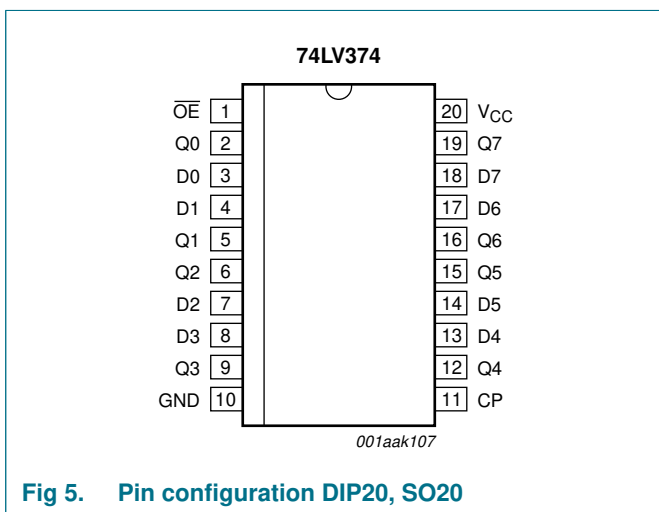 74LV374
O̅E̅ 1 20 VCC
Q0 2 19 Q7
D0 3 18 D7
D1 4 17 D6
Q1 5 16 Q6
Q2 6 15 Q5
D2 7 14 D5
D3 8 13 D4
Q3 9 12 Q4
GND 10 11 CP
001aak107
Fig 5. Pin configuration DIP20, SO20